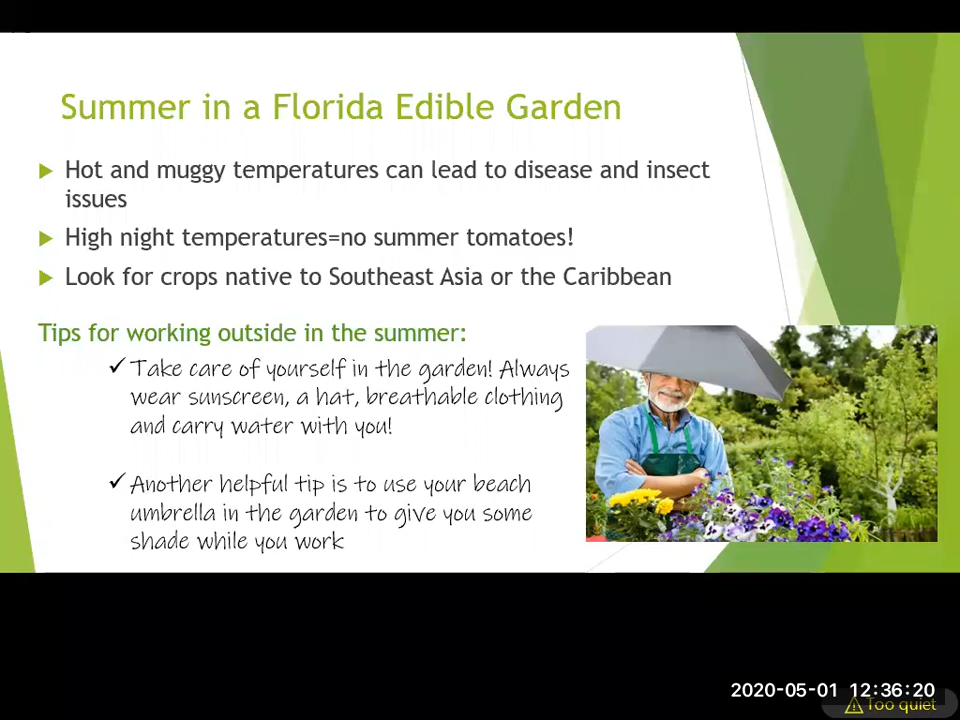 Summer in a Florida Edible Garden
Hot and muggy temperatures can lead to disease and insect
issues
High night temperatures=no summer tomatoes!
Look for crops native to Southeast Asia or the Caribbean
Tips for working outside in the summer:
Take care of yourself in the garden! Always
wear sunscreen, a hat, breathable clothing
and carry water with you!
Another helpful tip is to use your beach
umbrella in the garden to give you some
shade while you work
2020-05-01 12:36:20
Too quiet